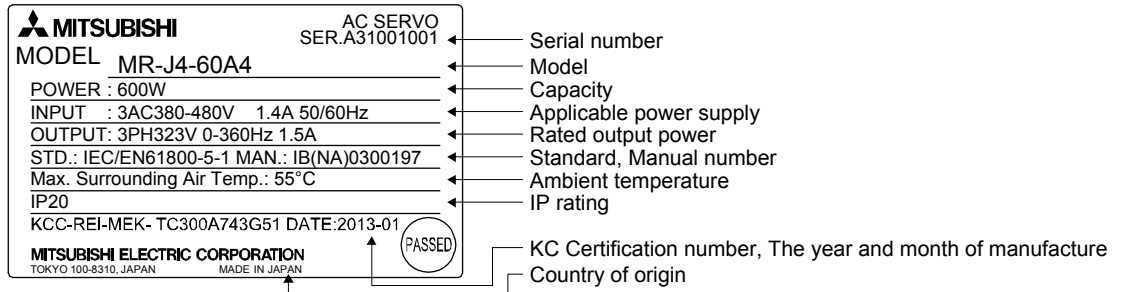 MITSUBISHI AC SERVO
SER.A31001001 Serial number
MODEL MR-J4-60A4 Model
POWER : 600W Capacity
INPUT : 3AC380-480V 1.4A 50/60Hz Applicable power supply
OUTPUT: 3PH323V 0-360Hz 1.5A Rated output power
STD.: IEC/EN61800-5-1 MAN.: IB(NA)0300197 Standard, Manual number
Max. Surrounding Air Temp.: 55°C Ambient temperature
IP20 IP rating
KCC-REI-MEK- TC300A743G51 DATE:2013-01
PASSED
KC Certification number, The year and month of manufacture
MITSUBISHI ELECTRIC CORPORATION
TOKYO 100-8310, JAPAN MADE IN JAPAN
Country of origin